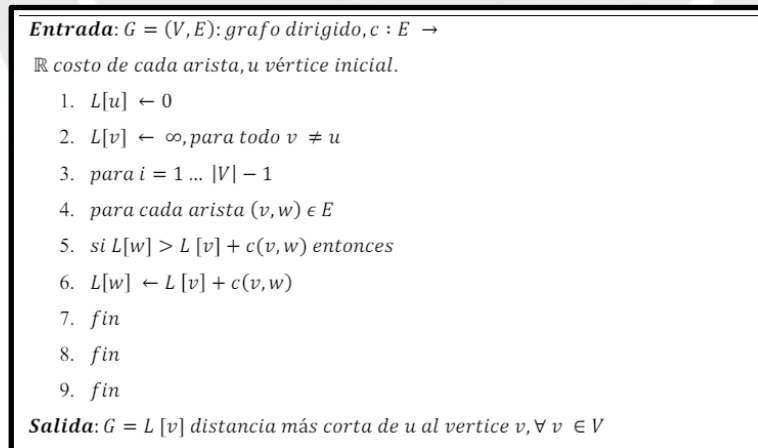 Entrada: G = (V, E): grafo dirigido, c : E →
ℝ costo de cada arista, u vértice inicial.
1. L[u] ← 0
2. L[v] ← ∞, para todo v ≠ u
3. para i = 1 ... |V| − 1
4. para cada arista (v, w) ϵ E
5. si L[w] > L [v] + c(v, w) entonces
6. L[w] ← L [v] + c(v, w)
7. fin
8. fin
9. fin
Salida: G = L [v] distancia más corta de u al vertice v, ∀ v ∈ V